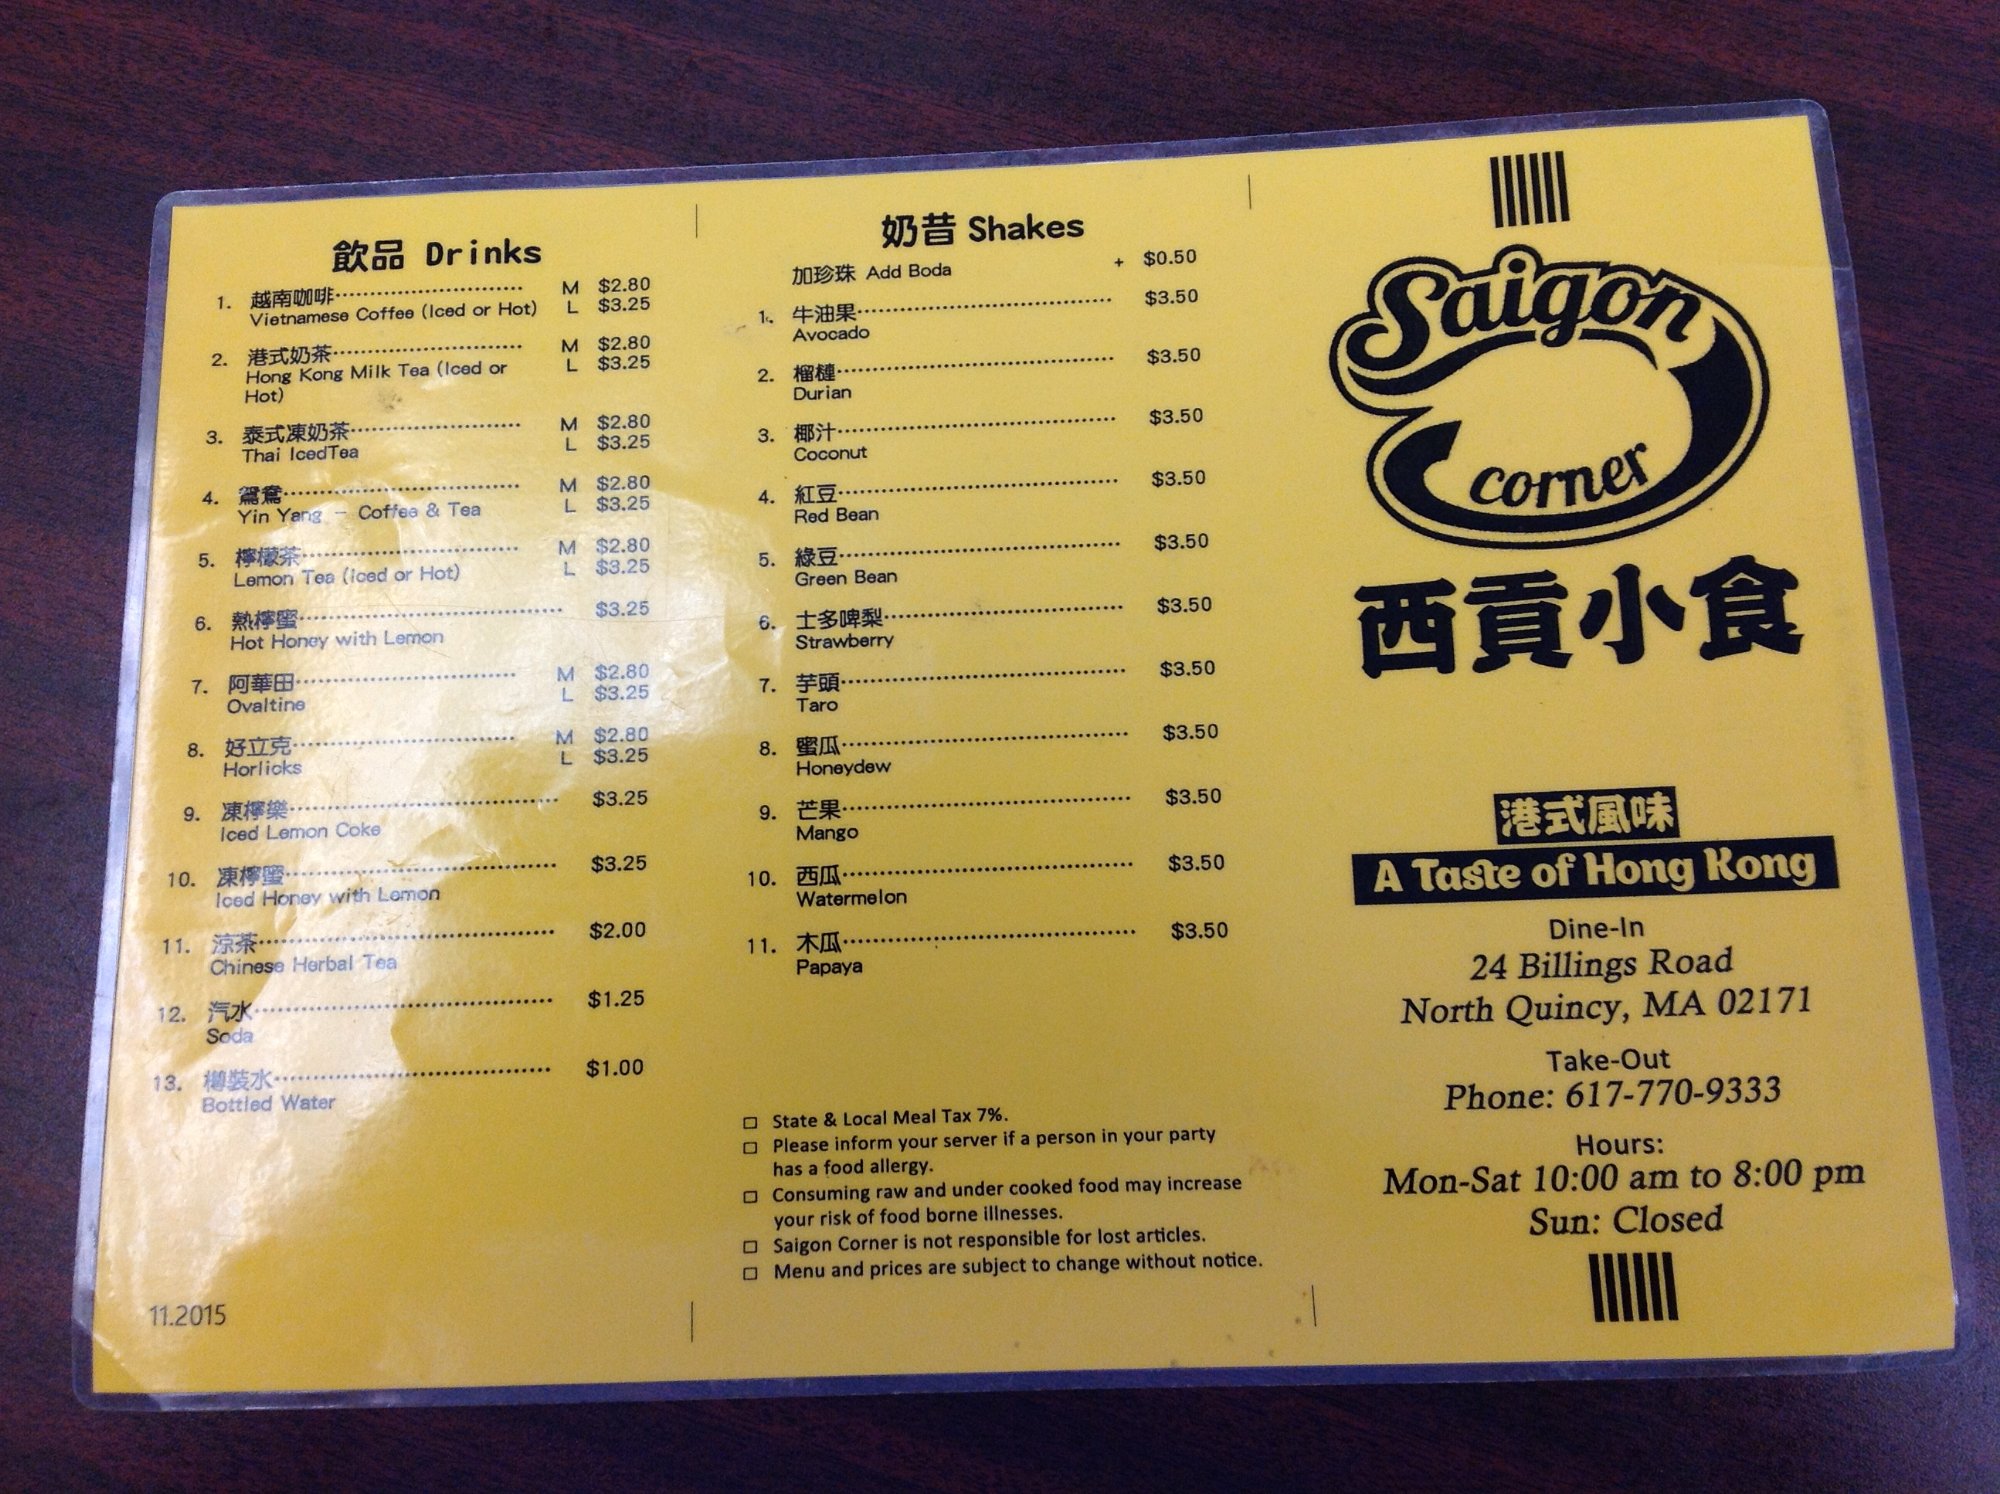 飲品 Drinks
1. 越南咖啡 M $2.80
Vietnamese Coffee (Iced or Hot) L $3.25
2. 港式奶茶 M $2.80
Hong Kong Milk Tea (Iced or L $3.25
Hot)
3. 泰式凍奶茶 M $2.80
Thai IcedTea L $3.25
4. 鴛鴦 M $2.80
Yin Yang - Coffee & Tea L $3.25
5. 檸檬茶 M $2.80
Lemon Tea (Iced or Hot) L $3.25
6. 熱檸蜜 $3.25
Hot Honey with Lemon
7. 阿華田 M $2.80
Ovaltine L $3.25
8. 好立克 M $2.80
Horlicks L $3.25
9. 凍檸樂 $3.25
Iced Lemon Coke
10. 凍檸蜜 $3.25
Iced Honey with Lemon
11. 涼茶 $2.00
Chinese Herbal Tea
12. 汽水 $1.25
Soda
13. 樽裝水 $1.00
Bottled Water
11.2015
奶昔 Shakes
加珍珠 Add Boda + $0.50
1. 牛油果 $3.50
Avocado
2. 榴槤 $3.50
Durian
3. 椰汁 $3.50
Coconut
4. 紅豆 $3.50
Red Bean
5. 綠豆 $3.50
Green Bean
6. 士多啤梨 $3.50
Strawberry
7. 芋頭 $3.50
Taro
8. 蜜瓜 $3.50
Honeydew
9. 芒果 $3.50
Mango
10. 西瓜 $3.50
Watermelon
11. 木瓜 $3.50
Papaya
□ State & Local Meal Tax 7%.
□ Please inform your server if a person in your party
has a food allergy.
□ Consuming raw and under cooked food may increase
your risk of food borne illnesses.
□ Saigon Corner is not responsible for lost articles.
□ Menu and prices are subject to change without notice.
Saigon
corner
西貢小食
港式風味
A Taste of Hong Kong
Dine-In
24 Billings Road
North Quincy, MA 02171
Take-Out
Phone: 617-770-9333
Hours:
Mon-Sat 10:00 am to 8:00 pm
Sun: Closed